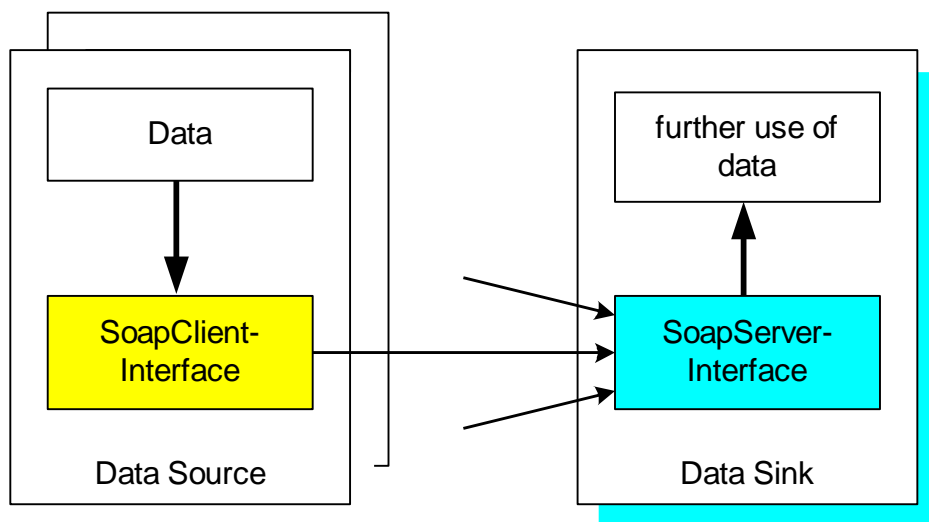 Data
SoapClient-
Interface
Data Source
further use of
data
SoapServer-
Interface
Data Sink